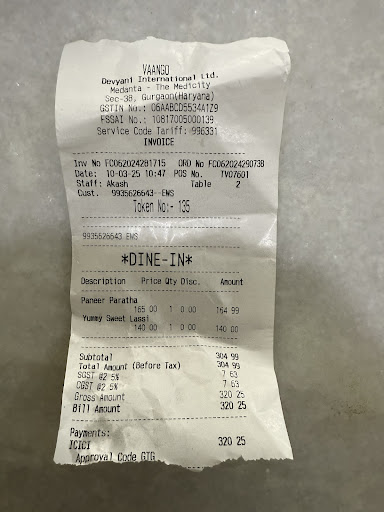 VAANGO
Devyani International Ltd.
Medanta - The Medicity
Sec-38, Gurgaon(Haryana)
GSTIN No.: 06AABCD5534A1Z9
FSSAI No.: 10817005000139
Service Code Tariff: 996331
INVOICE
Inv No FC062024281715 ORD No FC06202429073B
Date: 10-03-25 10:47 POS No. TV07601
Staff: Akash Table 2
Cust. 9935626643--EWS
Token No:- 135
9935626643 EWS
*DINE-IN*
Description Price Qty Disc. Amount
Paneer Paratha
165 00 1 0 00 164 99
Yummy Sweet Lassi
140 00 1 0 00 140 00
Subtotal 304 99
Total Amount (Before Tax) 304 99
SGST @2 5% 7 63
CGST @2 5% 7 63
Gross Amount 320 25
Bill Amount 320 25
Payments:
ICICI 320 25
Approval Code GTG